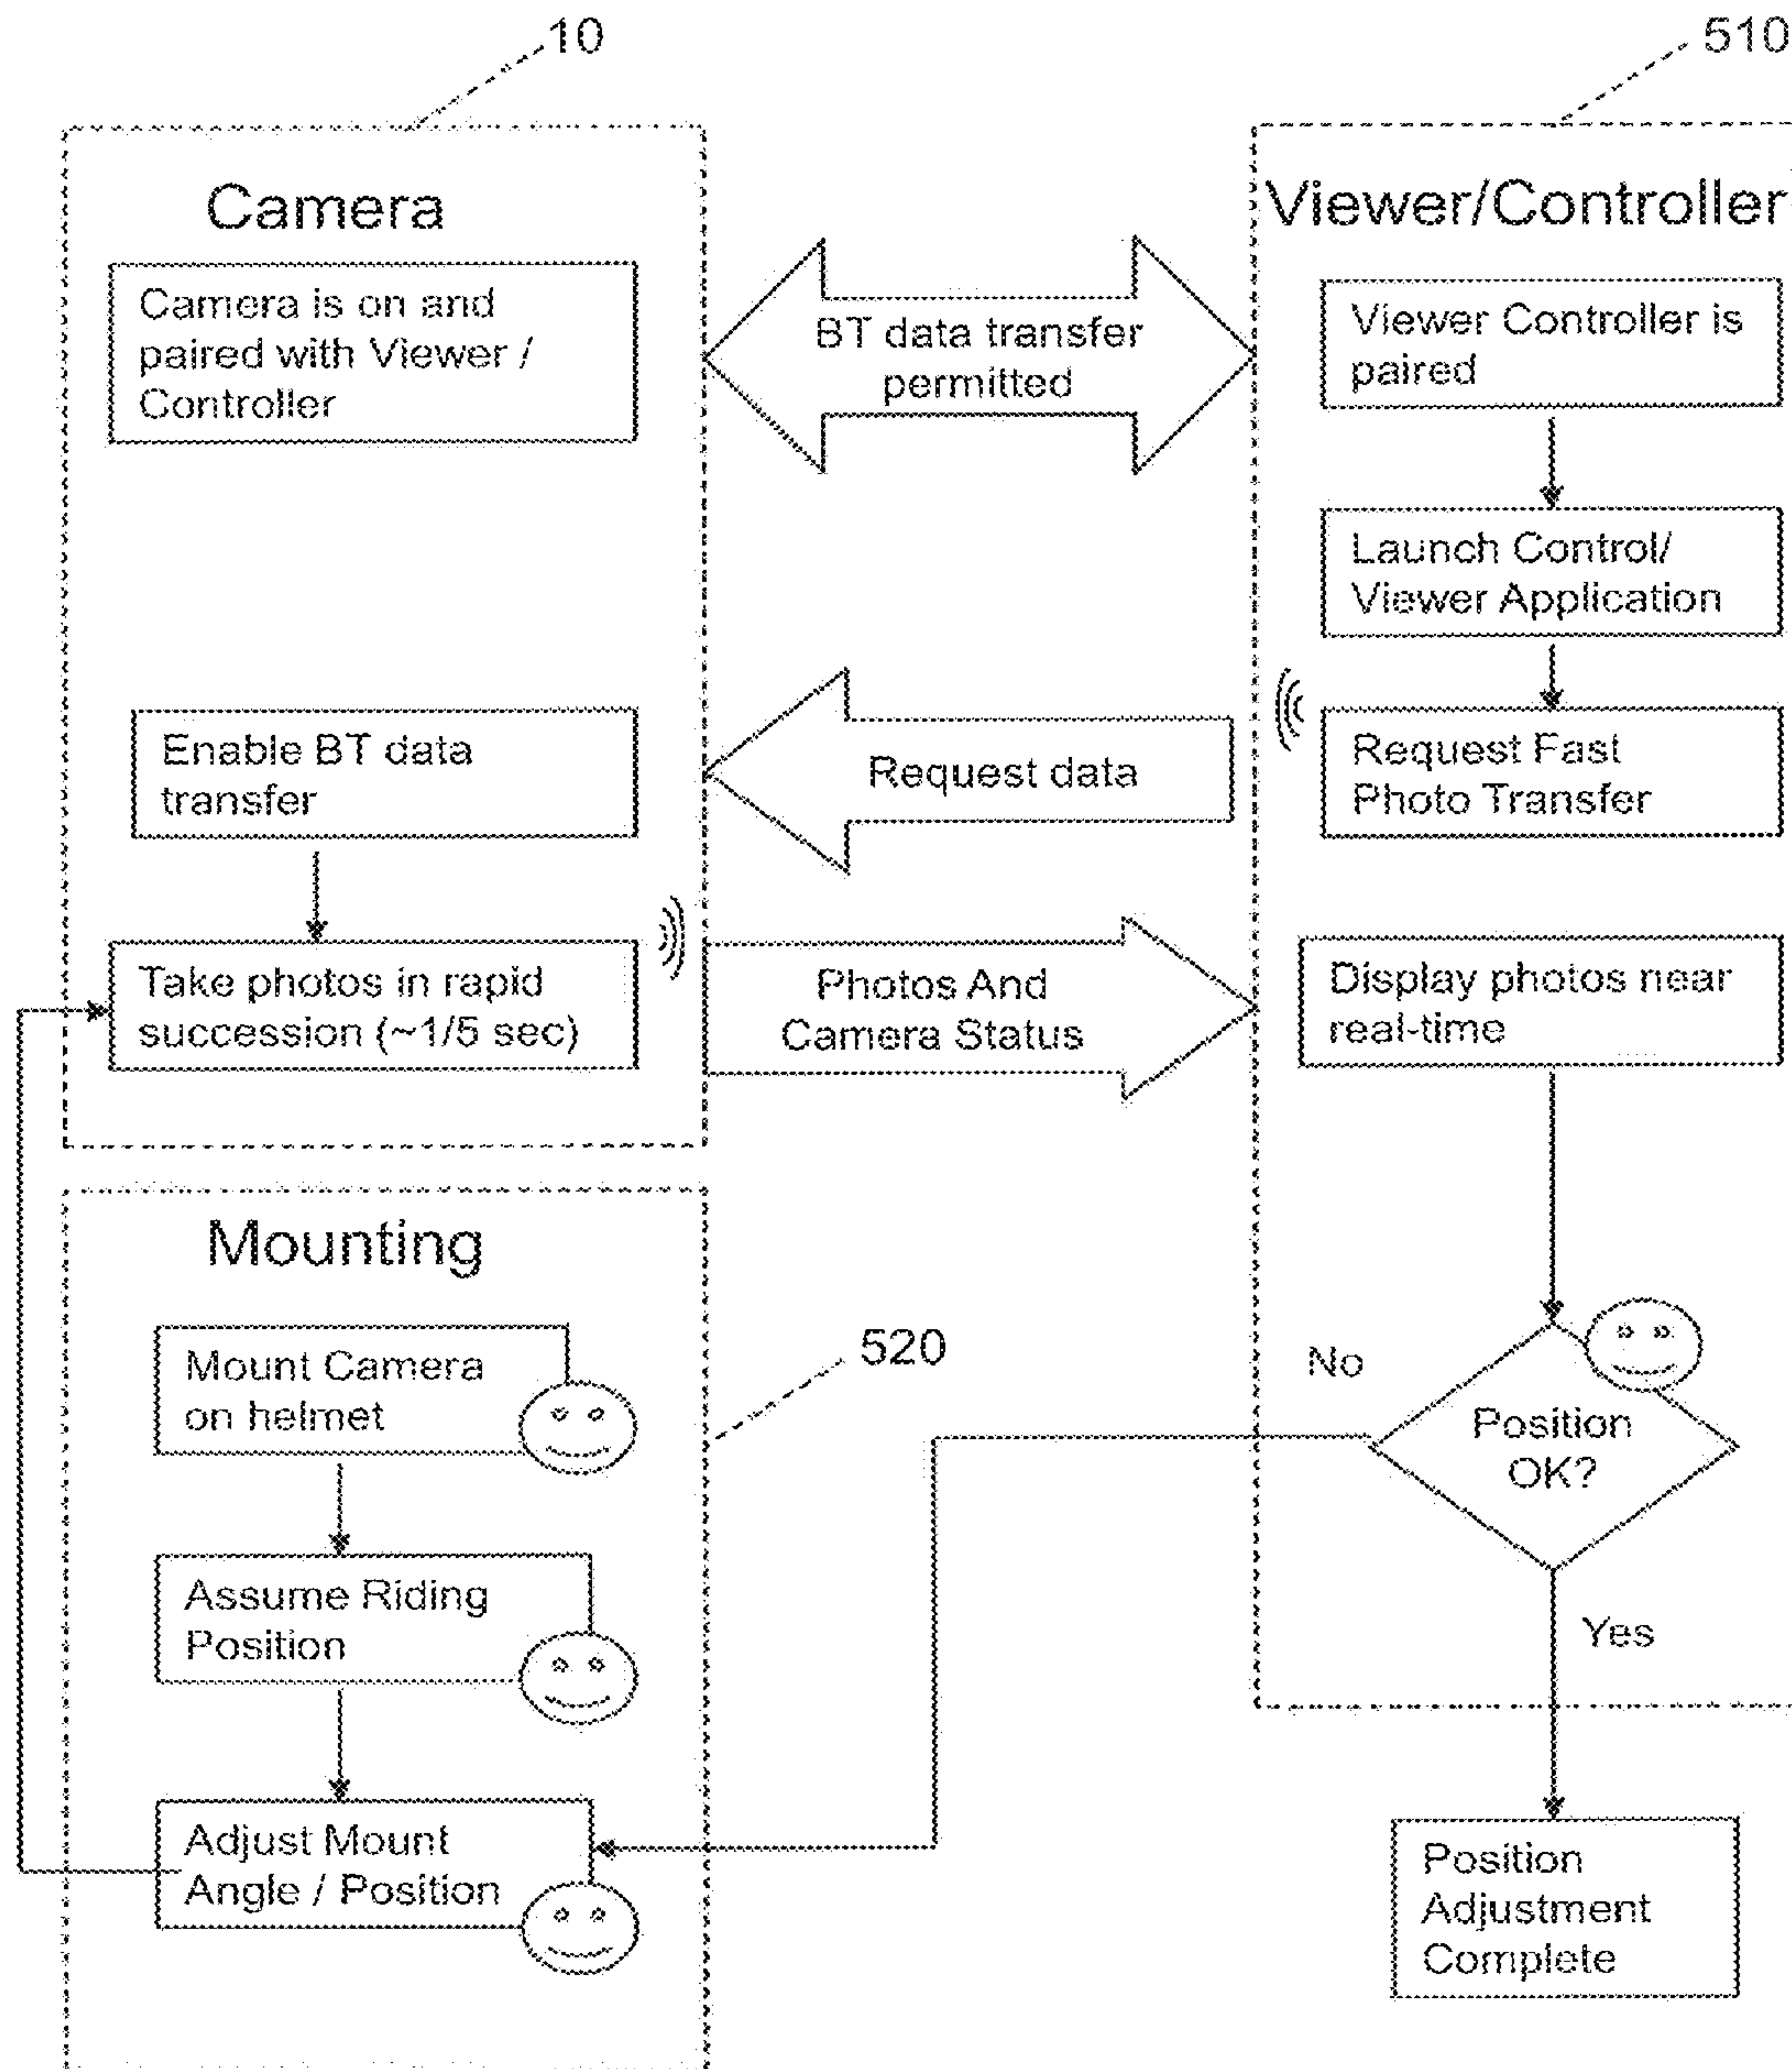 10
510
Camera
Viewer/Controller
Camera is on and
paired with Viewer /
Controller
BT data transfer
permitted
Viewer Controller is
paired
Launch Control/
Viewer Application
Enable BT data
transfer
Request data
Request Fast
Photo Transfer
Take photos in rapid
succession (~1/5 sec)
Photos And
Camera Status
Display photos near
real-time
Mounting
Mount Camera
on helmet
520
No
Position
OK?
Assume Riding
Position
Yes
Adjust Mount
Angle / Position
Position
Adjustment
Complete